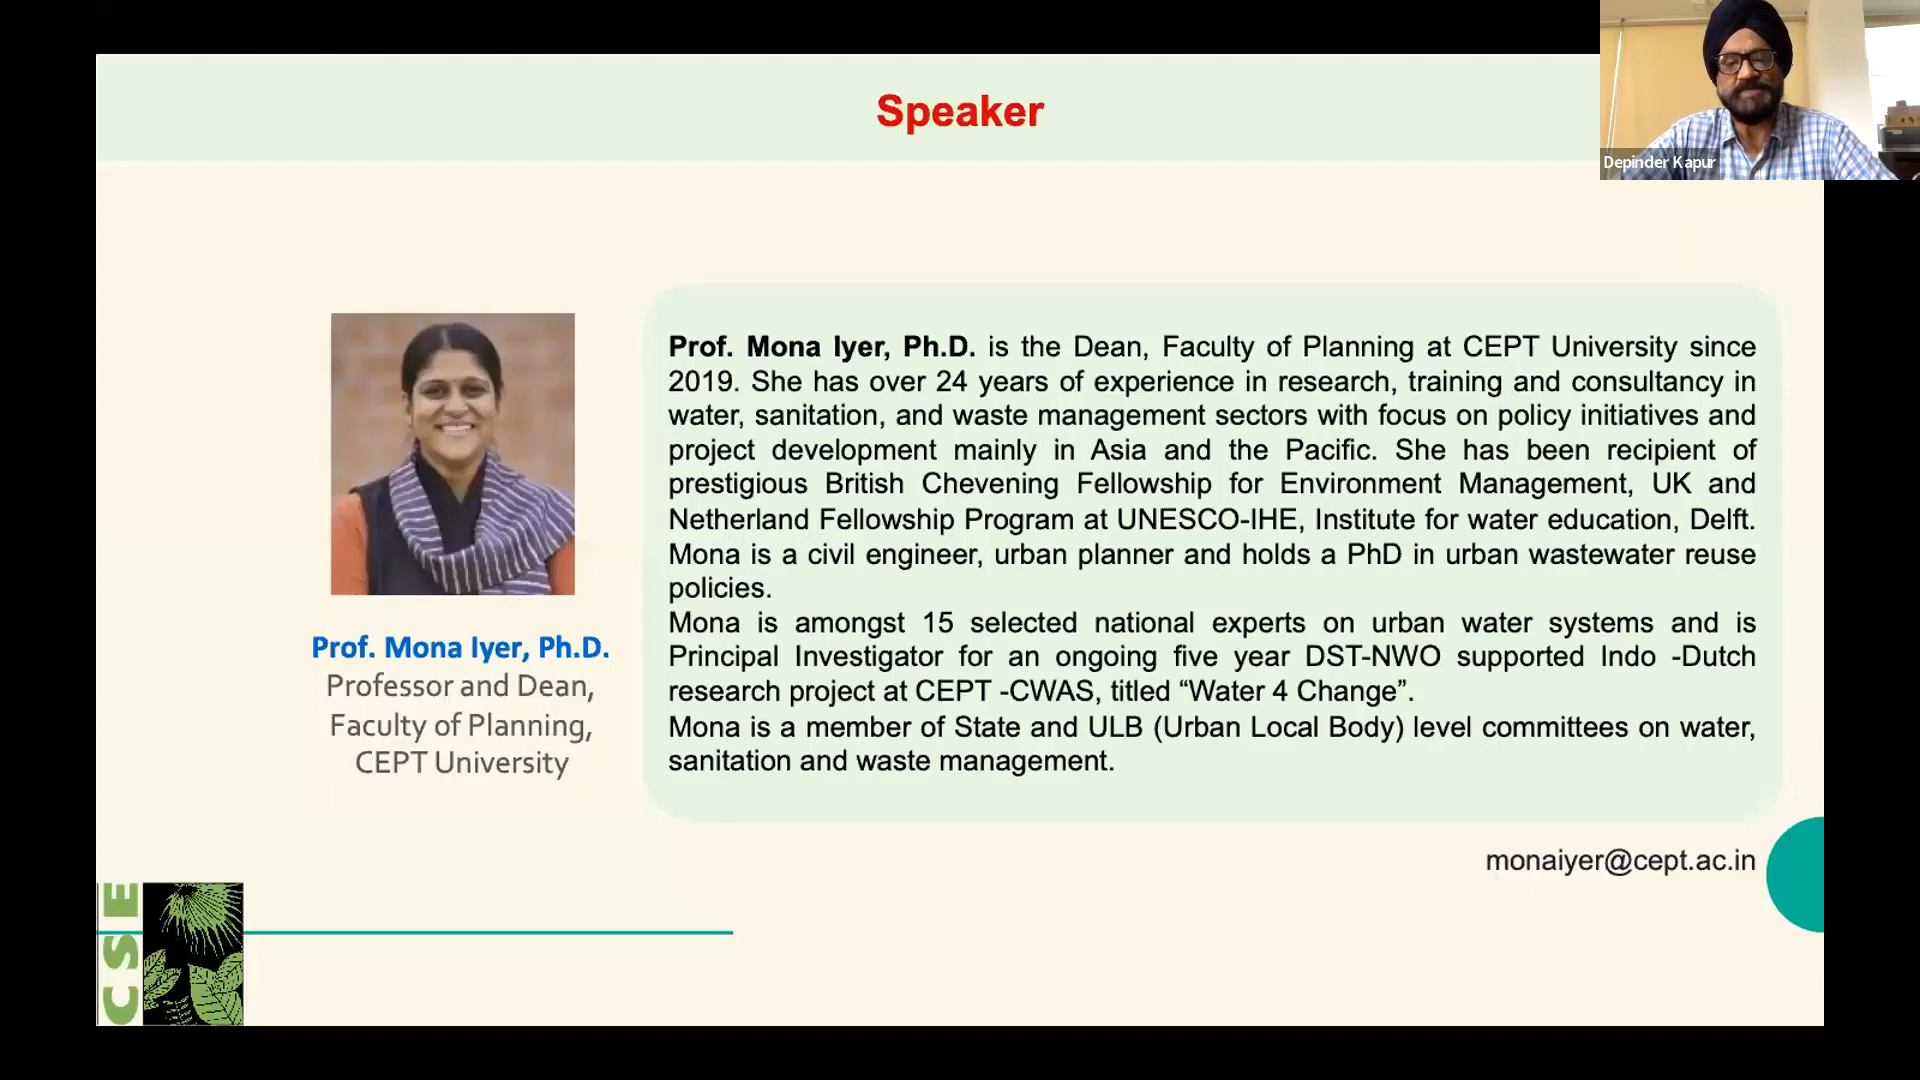 Speaker
Depinder Kapur
Prof. Mona Iyer, Ph.D. is the Dean, Faculty of Planning at CEPT University since
2019. She has over 24 years of experience in research, training and consultancy in
water, sanitation, and waste management sectors with focus on policy initiatives and
project development mainly in Asia and the Pacific. She has been recipient of
prestigious British Chevening Fellowship for Environment Management, UK and
Netherland Fellowship Program at UNESCO-IHE, Institute for water education, Delft.
Mona is a civil engineer, urban planner and holds a PhD in urban wastewater reuse
policies.
Mona is amongst 15 selected national experts on urban water systems and is
Principal Investigator for an ongoing five year DST-NWO supported Indo -Dutch
research project at CEPT -CWAS, titled “Water 4 Change”.
Mona is a member of State and ULB (Urban Local Body) level committees on water,
sanitation and waste management.
Prof. Mona Iyer, Ph.D.
Professor and Dean,
Faculty of Planning,
CEPT University
monaiyer@cept.ac.in
CSE